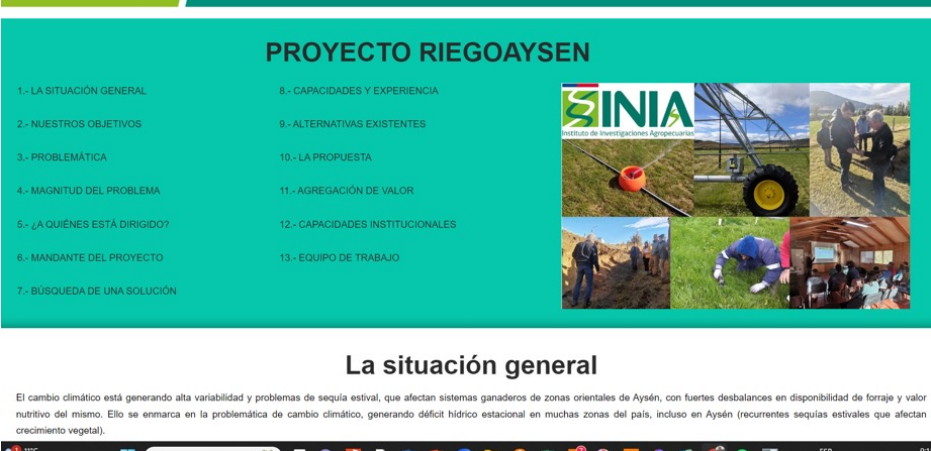 PROYECTO RIEGOAYSEN
1.- LA SITUACIÓN GENERAL
2.- NUESTROS OBJETIVOS
3.- PROBLEMÁTICA
4.- MAGNITUD DEL PROBLEMA
5.- ¿A QUIÉNES ESTÁ DIRIGIDO?
6.- MANDANTE DEL PROYECTO
7.- BÚSQUEDA DE UNA SOLUCIÓN
8.- CAPACIDADES Y EXPERIENCIA
9.- ALTERNATIVAS EXISTENTES
10.- LA PROPUESTA
11.- AGREGACIÓN DE VALOR
12.- CAPACIDADES INSTITUCIONALES
13.- EQUIPO DE TRABAJO
INIA
Instituto de Investigaciones Agropecuarias
La situación general
El cambio climático está generando alta variabilidad y problemas de sequía estival, que afectan sistemas ganaderos de zonas orientales de Aysén, con fuertes desbalances en disponibilidad de forraje y valor
nutritivo del mismo. Ello se enmarca en la problemática de cambio climático, generando déficit hídrico estacional en muchas zonas del país, incluso en Aysén (recurrentes sequías estivales que afectan
crecimiento vegetal).